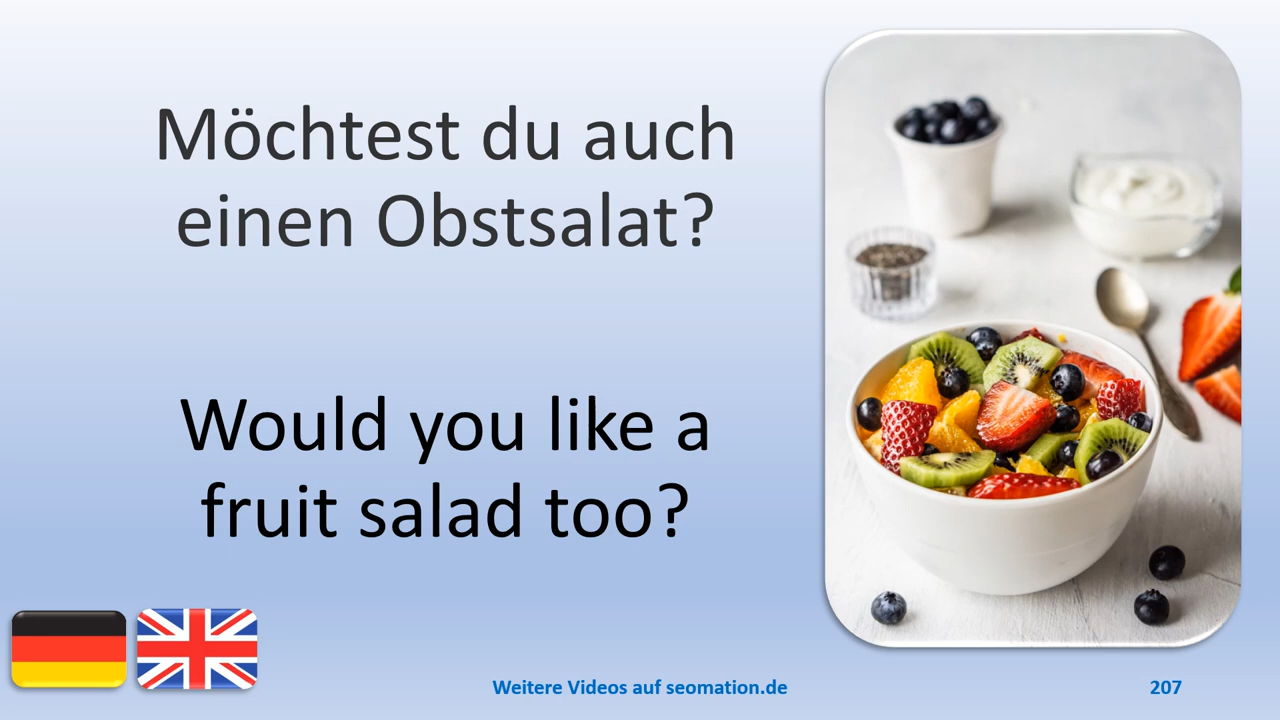 Möchtest du auch
einen Obstsalat?
Would you like a
fruit salad too?
Weitere Videos auf seomation.de
207